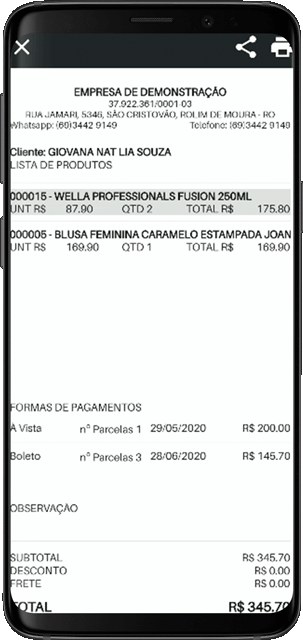 EMPRESA DE DEMONSTRAÇÃO
37.922.361/0001-03
RUA JAMARI, 5346, SÃO CRISTOVÃO, ROLIM DE MOURA - RO
Whatsapp: (69)3442 9149 Telefone: (69)3442 9149
Cliente: GIOVANA NAT LIA SOUZA
LISTA DE PRODUTOS
000015 - WELLA PROFESSIONALS FUSION 250ML
UNT R$ 87.90 QTD 2 TOTAL R$ 175.80
000005 - BLUSA FEMININA CARAMELO ESTAMPADA JOAN
UNT R$ 169.90 QTD 1 TOTAL R$ 169.90
FORMAS DE PAGAMENTOS
A Vista nº Parcelas 1 29/05/2020 R$ 200.00
Boleto nº Parcelas 3 28/06/2020 R$ 145.70
OBSERVAÇÃO
SUBTOTAL R$ 345.70
DESCONTO R$ 0.00
FRETE R$ 0.00
TOTAL R$ 345.70